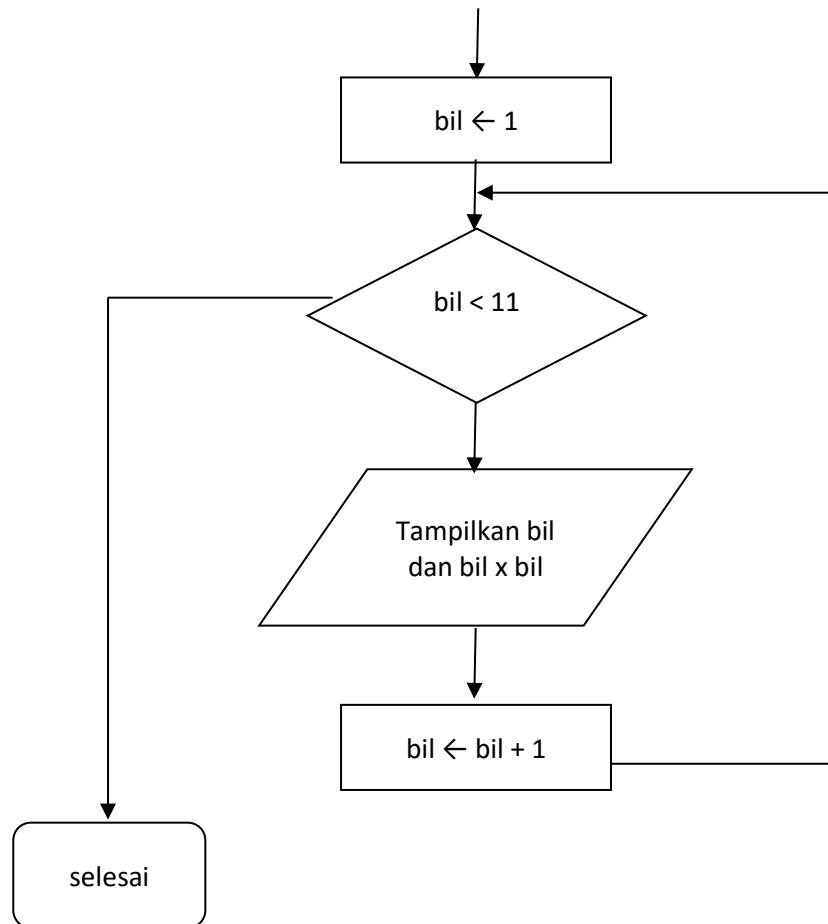 bil ← 1
bil < 11
Tampilkan bil
dan bil x bil
bil ← bil + 1
selesai